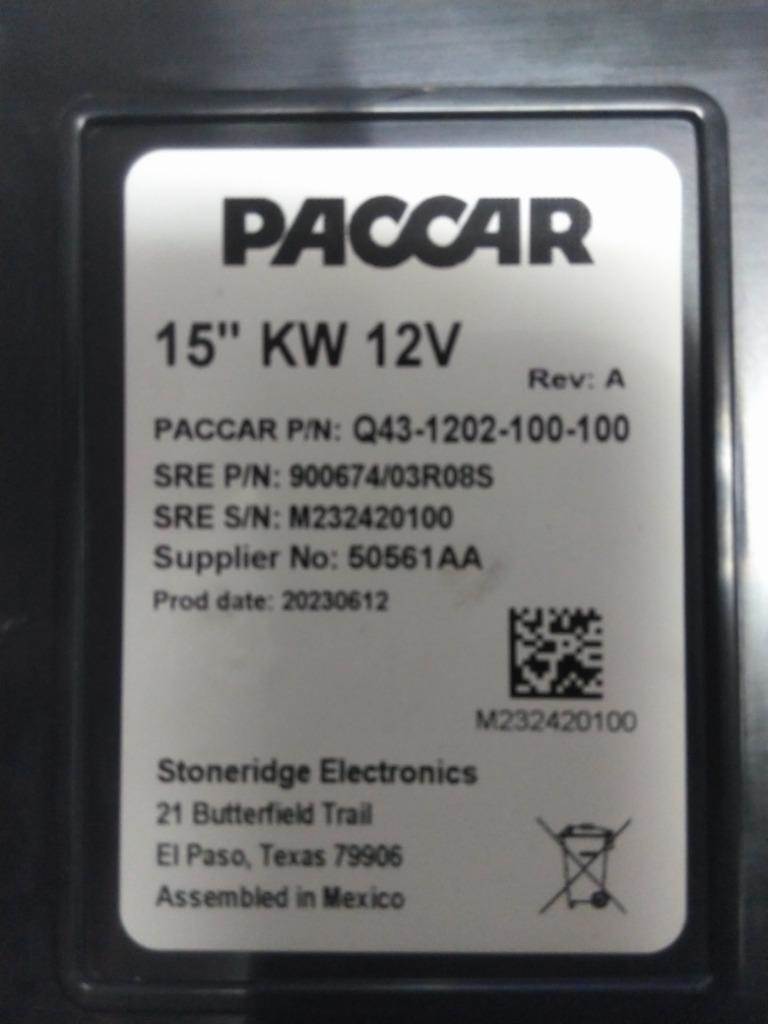 PACCAR
15" KW 12V
Rev: A
PACCAR P/N: Q43-1202-100-100
SRE P/N: 900674/03R08S
SRE S/N: M232420100
Supplier No: 50561AA
Prod date: 20230612
M232420100
Stoneridge Electronics
21 Butterfield Trail
El Paso, Texas 79906
Assembled in Mexico